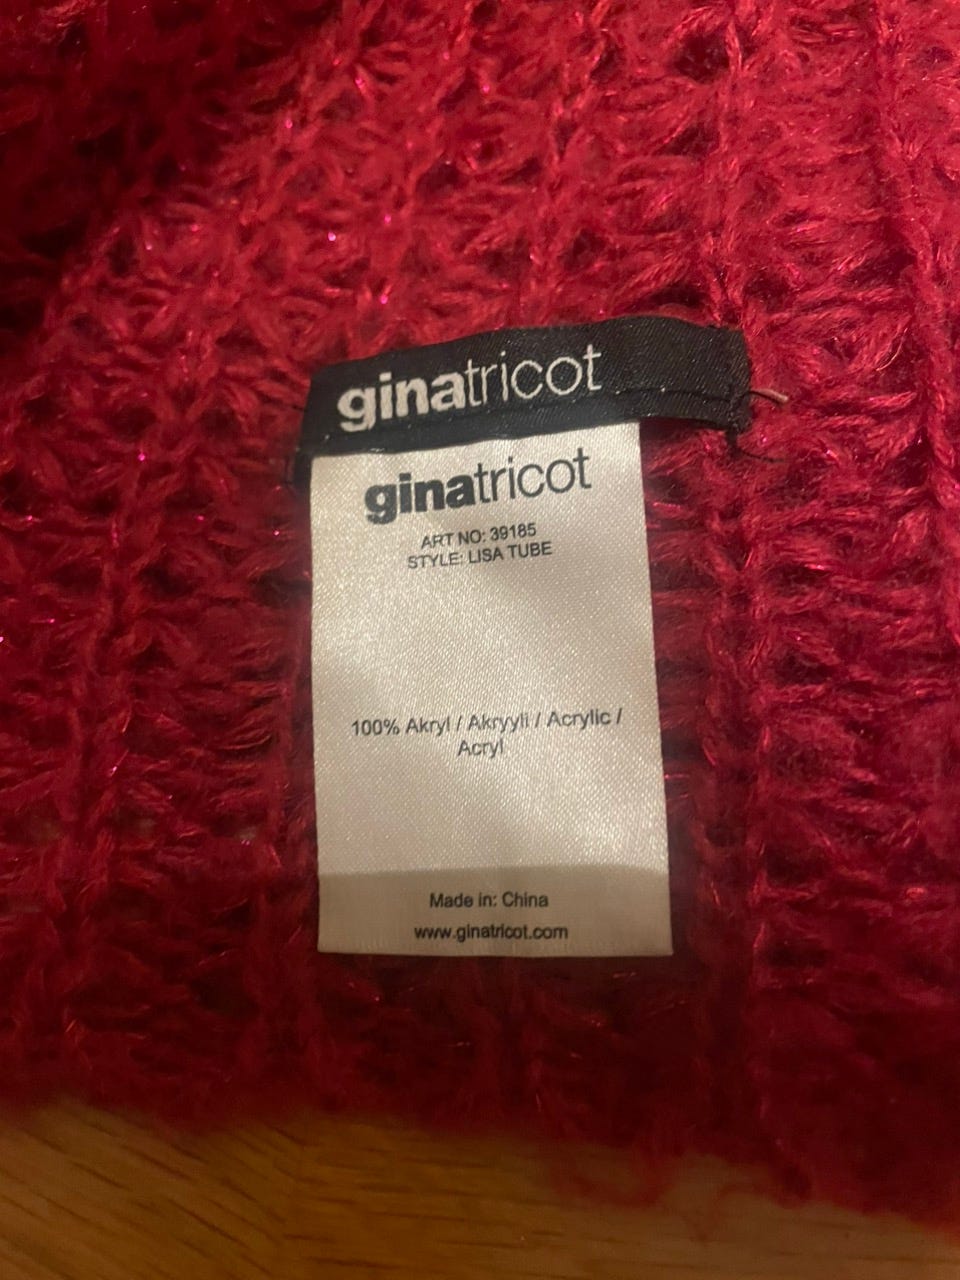 ginatricot
ginatricot
ART NO: 39185
STYLE: LISA TUBE
100% Akryl / Akryyli / Acrylic /
Acryl
Made in: China
www.ginatricot.com